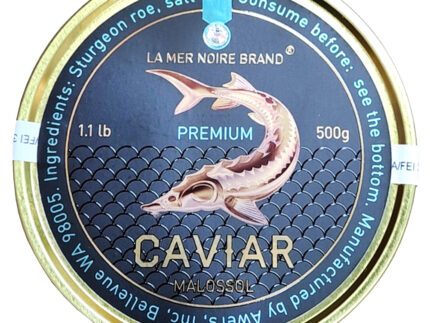 LA MER NOIRE BRAND®
1.1 lb
PREMIUM
500g
CAVIAR
MALOSSOL
Ingredients: Sturgeon roe, salt
Consume before: see the bottom. Manufactured by Awers, Inc. Bellevue WA 98005.